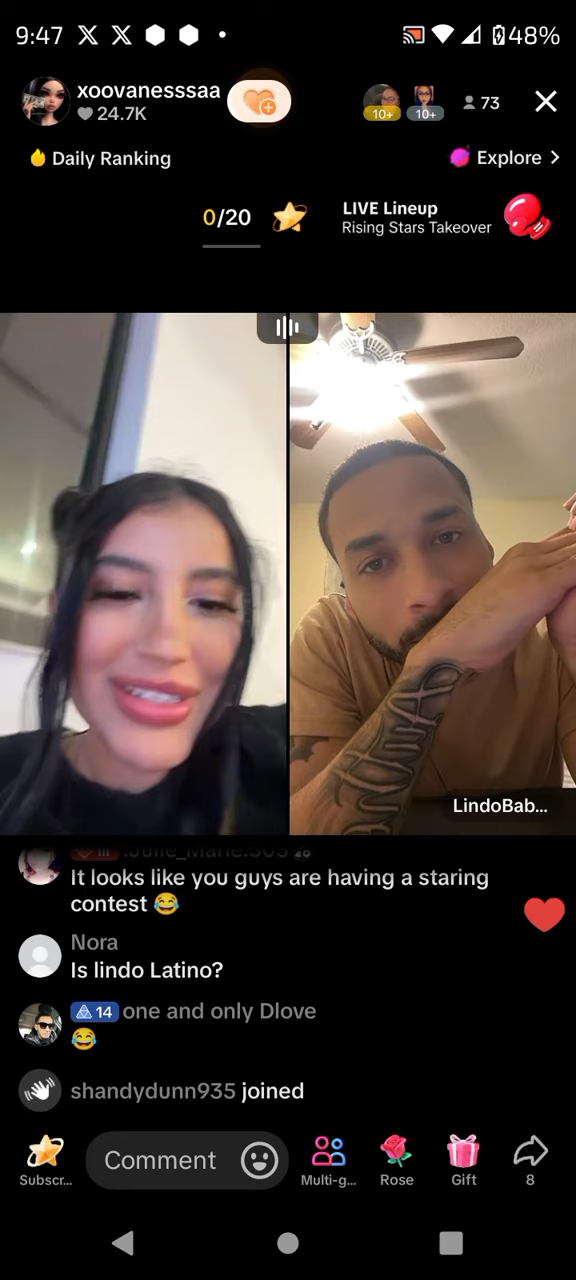 9:47 X X 48%
xoovanesssaa
24.7K
10+ 10+ 73
Daily Ranking
Explore >
0/20
LIVE Lineup
Rising Stars Takeover
LindoBab...
It looks like you guys are having a staring
contest 😂
Nora
Is lindo Latino?
14 one and only Dlove
😂
shandydunn935 joined
Subscr...
Comment
Multi-g...
Rose
Gift
8